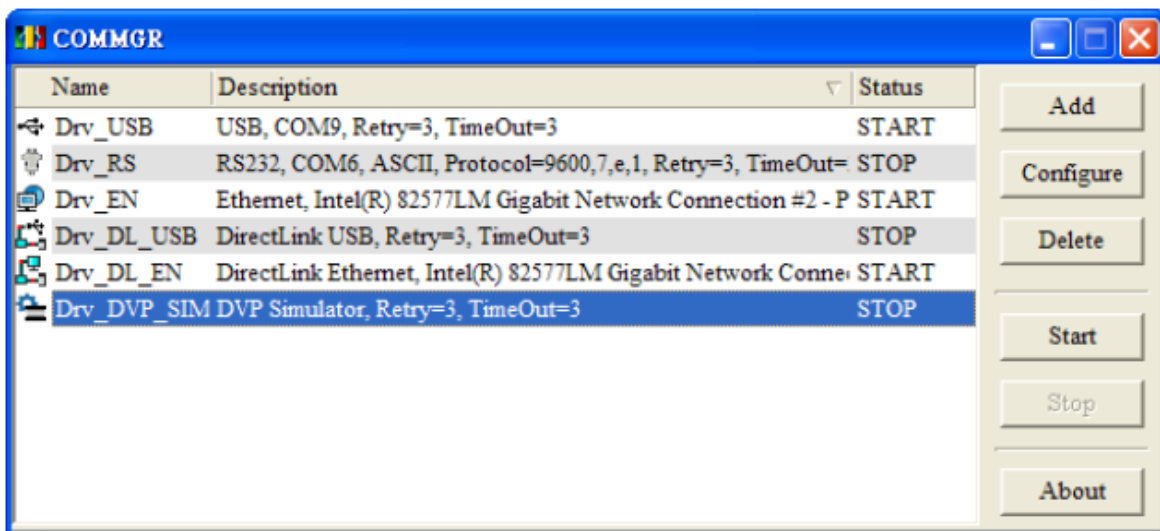 COMMGR
Name Description Status
Drv_USB USB, COM9, Retry=3, TimeOut=3 START
Drv_RS RS232, COM6, ASCII, Protocol=9600,7,e,1, Retry=3, TimeOut= STOP
Drv_EN Ethernet, Intel(R) 82577LM Gigabit Network Connection #2 - P START
Drv_DL_USB DirectLink USB, Retry=3, TimeOut=3 STOP
Drv_DL_EN DirectLink Ethernet, Intel(R) 82577LM Gigabit Network Conne START
Drv_DVP_SIM DVP Simulator, Retry=3, TimeOut=3 STOP
Add
Configure
Delete
Start
Stop
About